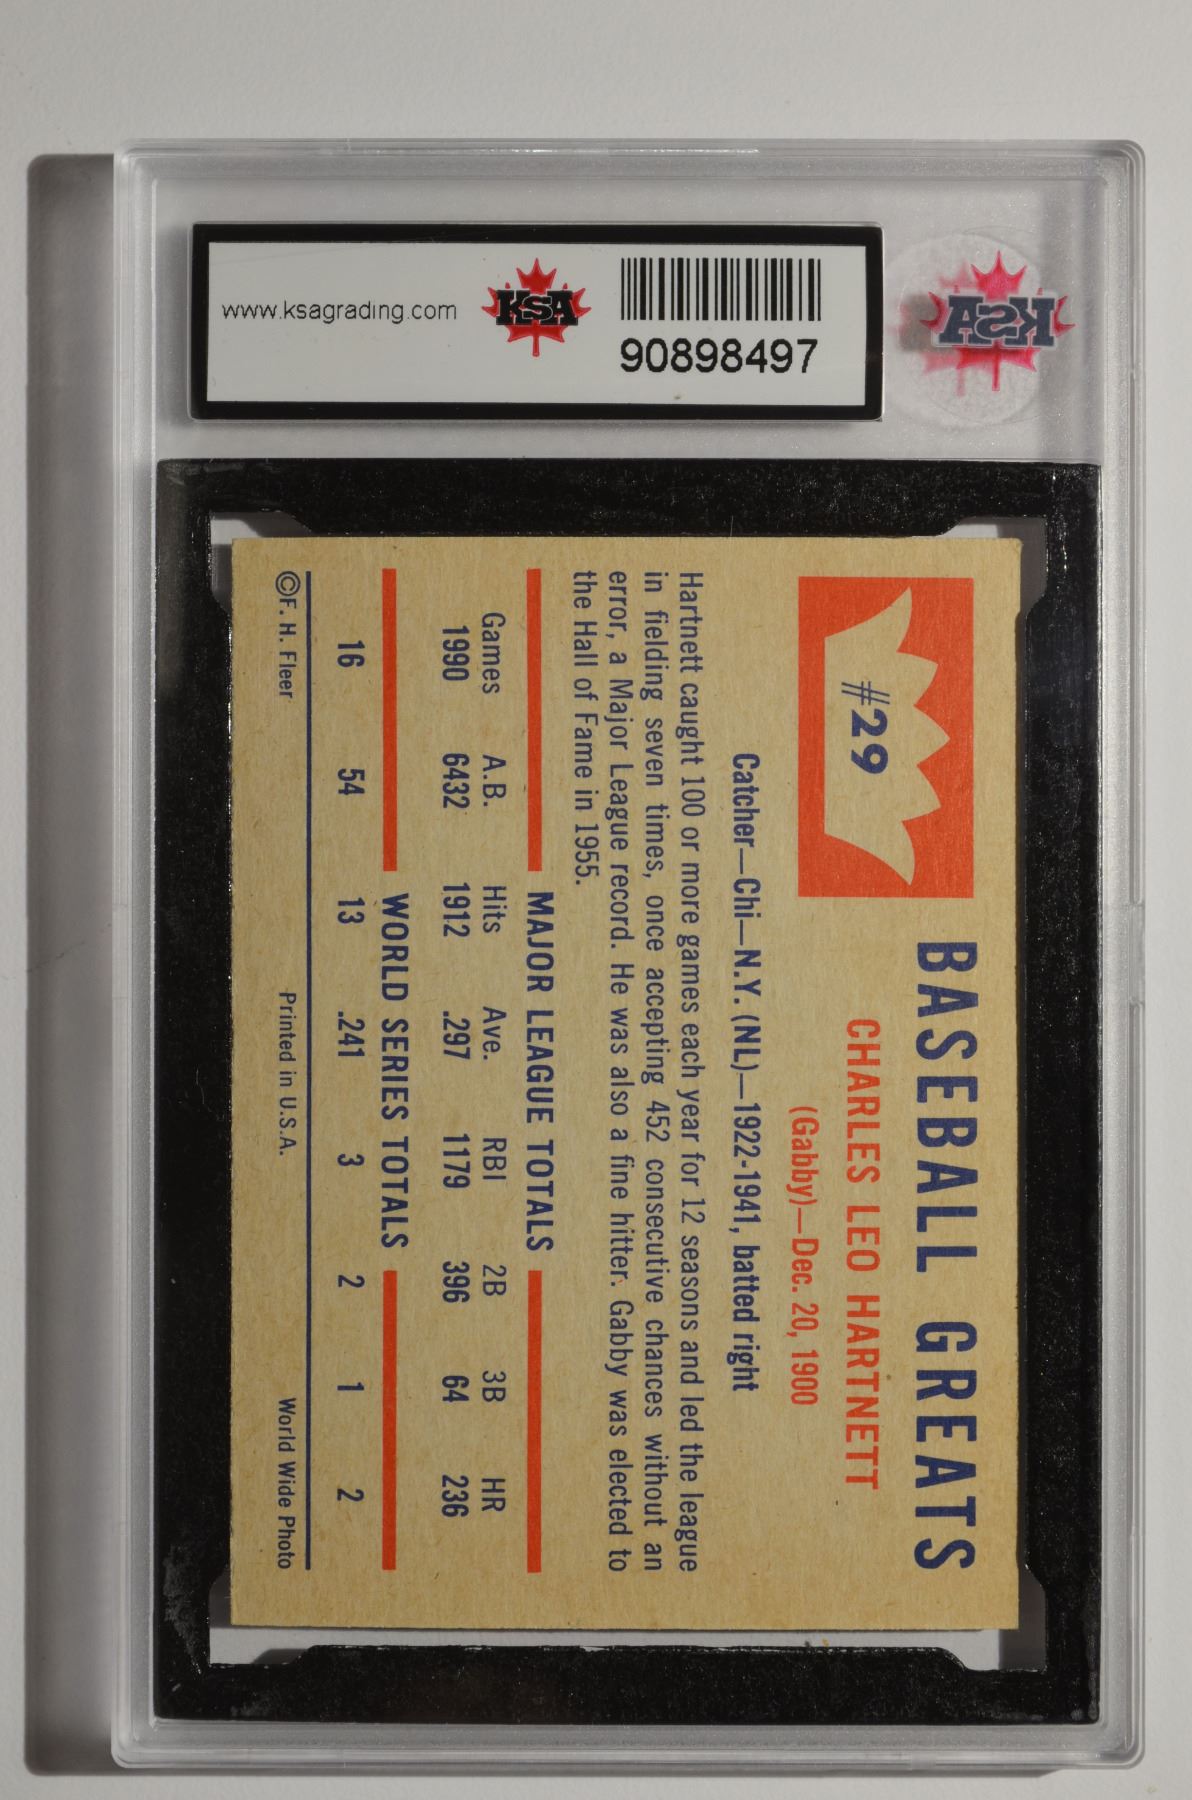 www.ksagrading.com
KSA
90898497
KSA
#29
BASEBALL GREATS
CHARLES LEO HARTNETT
(Gabby)—Dec. 20, 1900
Catcher—Chi—N.Y. (NL)—1922-1941, batted right
Hartnett caught 100 or more games each year for 12 seasons and led the league
in fielding seven times, once accepting 452 consecutive chances without an
error, a Major League record. He was also a fine hitter. Gabby was elected to
the Hall of Fame in 1955.
MAJOR LEAGUE TOTALS
Games A.B. Hits Ave. RBI 2B 3B HR
1990 6432 1912 .297 1179 396 64 236
WORLD SERIES TOTALS
16 54 13 .241 3 2 1 2
©F. H. Fleer Printed in U.S.A. World Wide Photo